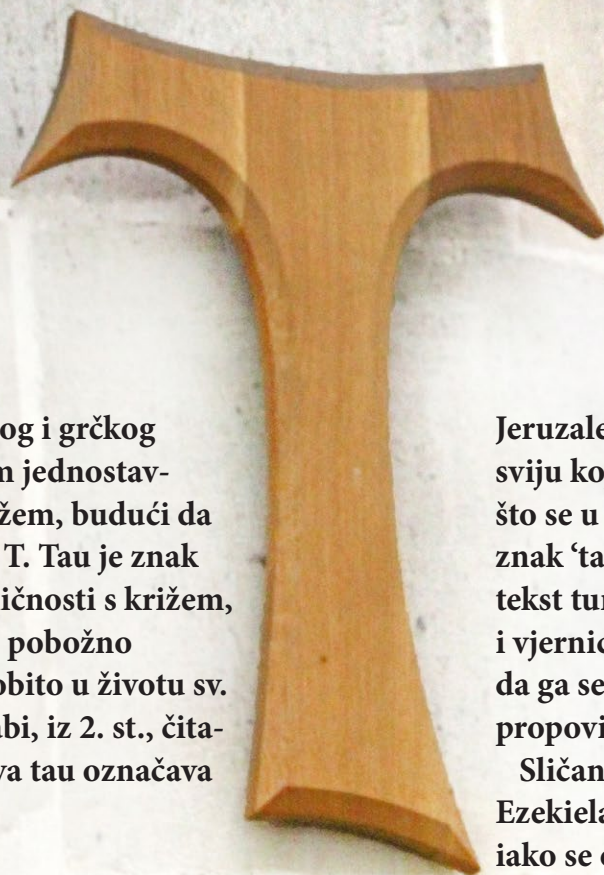 og i grčkog
m jednostav-
žem, budući da
T. Tau je znak
ičnosti s križem,
pobožno
obito u životu sv.
abi, iz 2. st., čita-
va tau označava
Jeruzale
sviju ko
što se u
znak ‘ta
tekst tu
i vjernic
da ga se
propovi
Sličan
Ezekiela
iako se